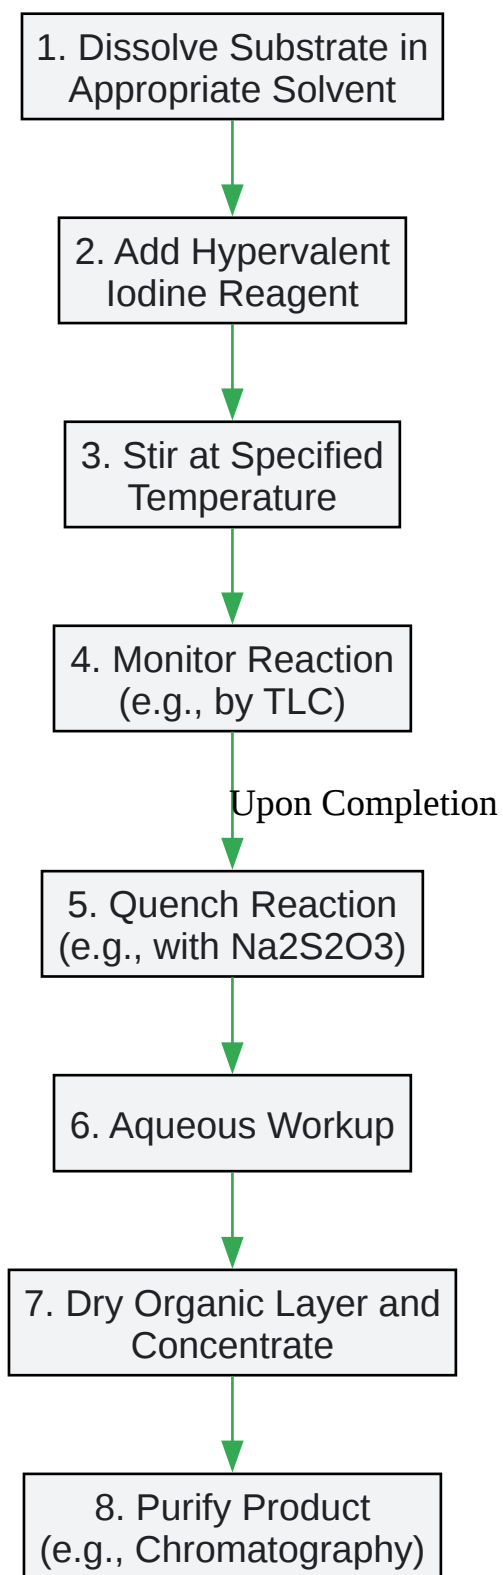 1. Dissolve Substrate in
Appropriate Solvent
2. Add Hypervalent
Iodine Reagent
3. Stir at Specified
Temperature
4. Monitor Reaction
(e.g., by TLC)
Upon Completion
5. Quench Reaction
(e.g., with Na2S2O3)
6. Aqueous Workup
7. Dry Organic Layer and
Concentrate
8. Purify Product
(e.g., Chromatography)